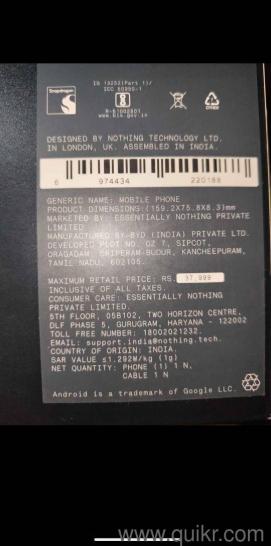 Snapdragon
IS 13252(Part 1)/
IEC 60950-1
R-61002801
www.bis.gov.in
DESIGNED BY NOTHING TECHNOLOGY LTD.
IN LONDON, UK. ASSEMBLED IN INDIA.
6 974434 220188
GENERIC NAME: MOBILE PHONE
PRODUCT DIMENSIONS:(159.2X75.8X8.3)mm
MARKETED BY: ESSENTIALLY NOTHING PRIVATE
LIMITED
MANUFACTURED BY-BYD (INDIA) PRIVATE LTD.
DEVELOPED PLOT NO. OZ 7, SIPCOT,
ORAGADAM, SRIPERUM-BUDUR, KANCHEEPURAM,
TAMIL NADU, 602105.
MAXIMUM RETAIL PRICE: RS. 37,999
INCLUSIVE OF ALL TAXES.
CONSUMER CARE: ESSENTIALLY NOTHING
PRIVATE LIMITED.
5TH FLOOR, 05B102, TWO HORIZON CENTRE,
DLF PHASE 5, GURUGRAM, HARYANA - 122002
TOLL FREE NUMBER: 18002021232.
EMAIL: support.india@nothing.tech.
COUNTRY OF ORIGIN: INDIA.
SAR VALUE ≤1.292W/kg (1g)
NET QUANTITY: PHONE (1) 1 N,
CABLE 1 N
Android is a trademark of Google LLC.
www.quikr.com